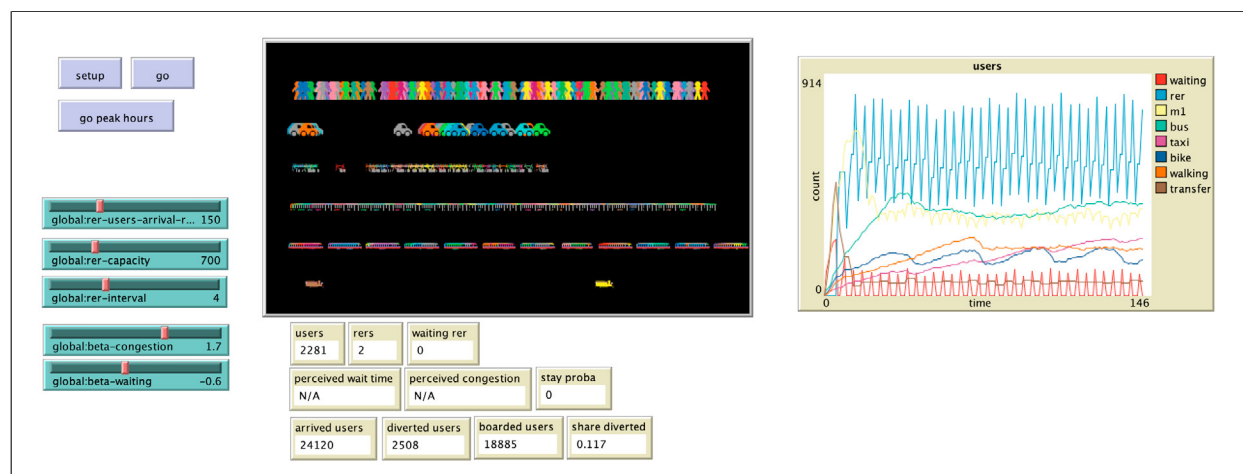 setup
go
go peak hours
global:rer-users-arrival-r... 150
global:rer-capacity 700
global:rer-interval 4
global:beta-congestion 1.7
global:beta-waiting -0.6
users
2281
rers
2
waiting rer
0
perceived wait time
N/A
perceived congestion
N/A
stay proba
0
arrived users
24120
diverted users
2508
boarded users
18885
share diverted
0.117
users
914
count
0
0
time
146
waiting
rer
m1
bus
taxi
bike
walking
transfer